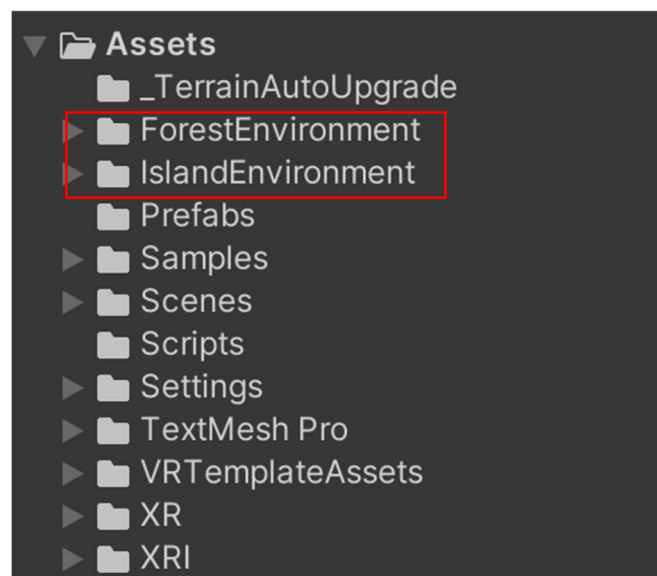 Assets
_TerrainAutoUpgrade
ForestEnvironment
IslandEnvironment
Prefabs
Samples
Scenes
Scripts
Settings
TextMesh Pro
VRTemplateAssets
XR
XRI